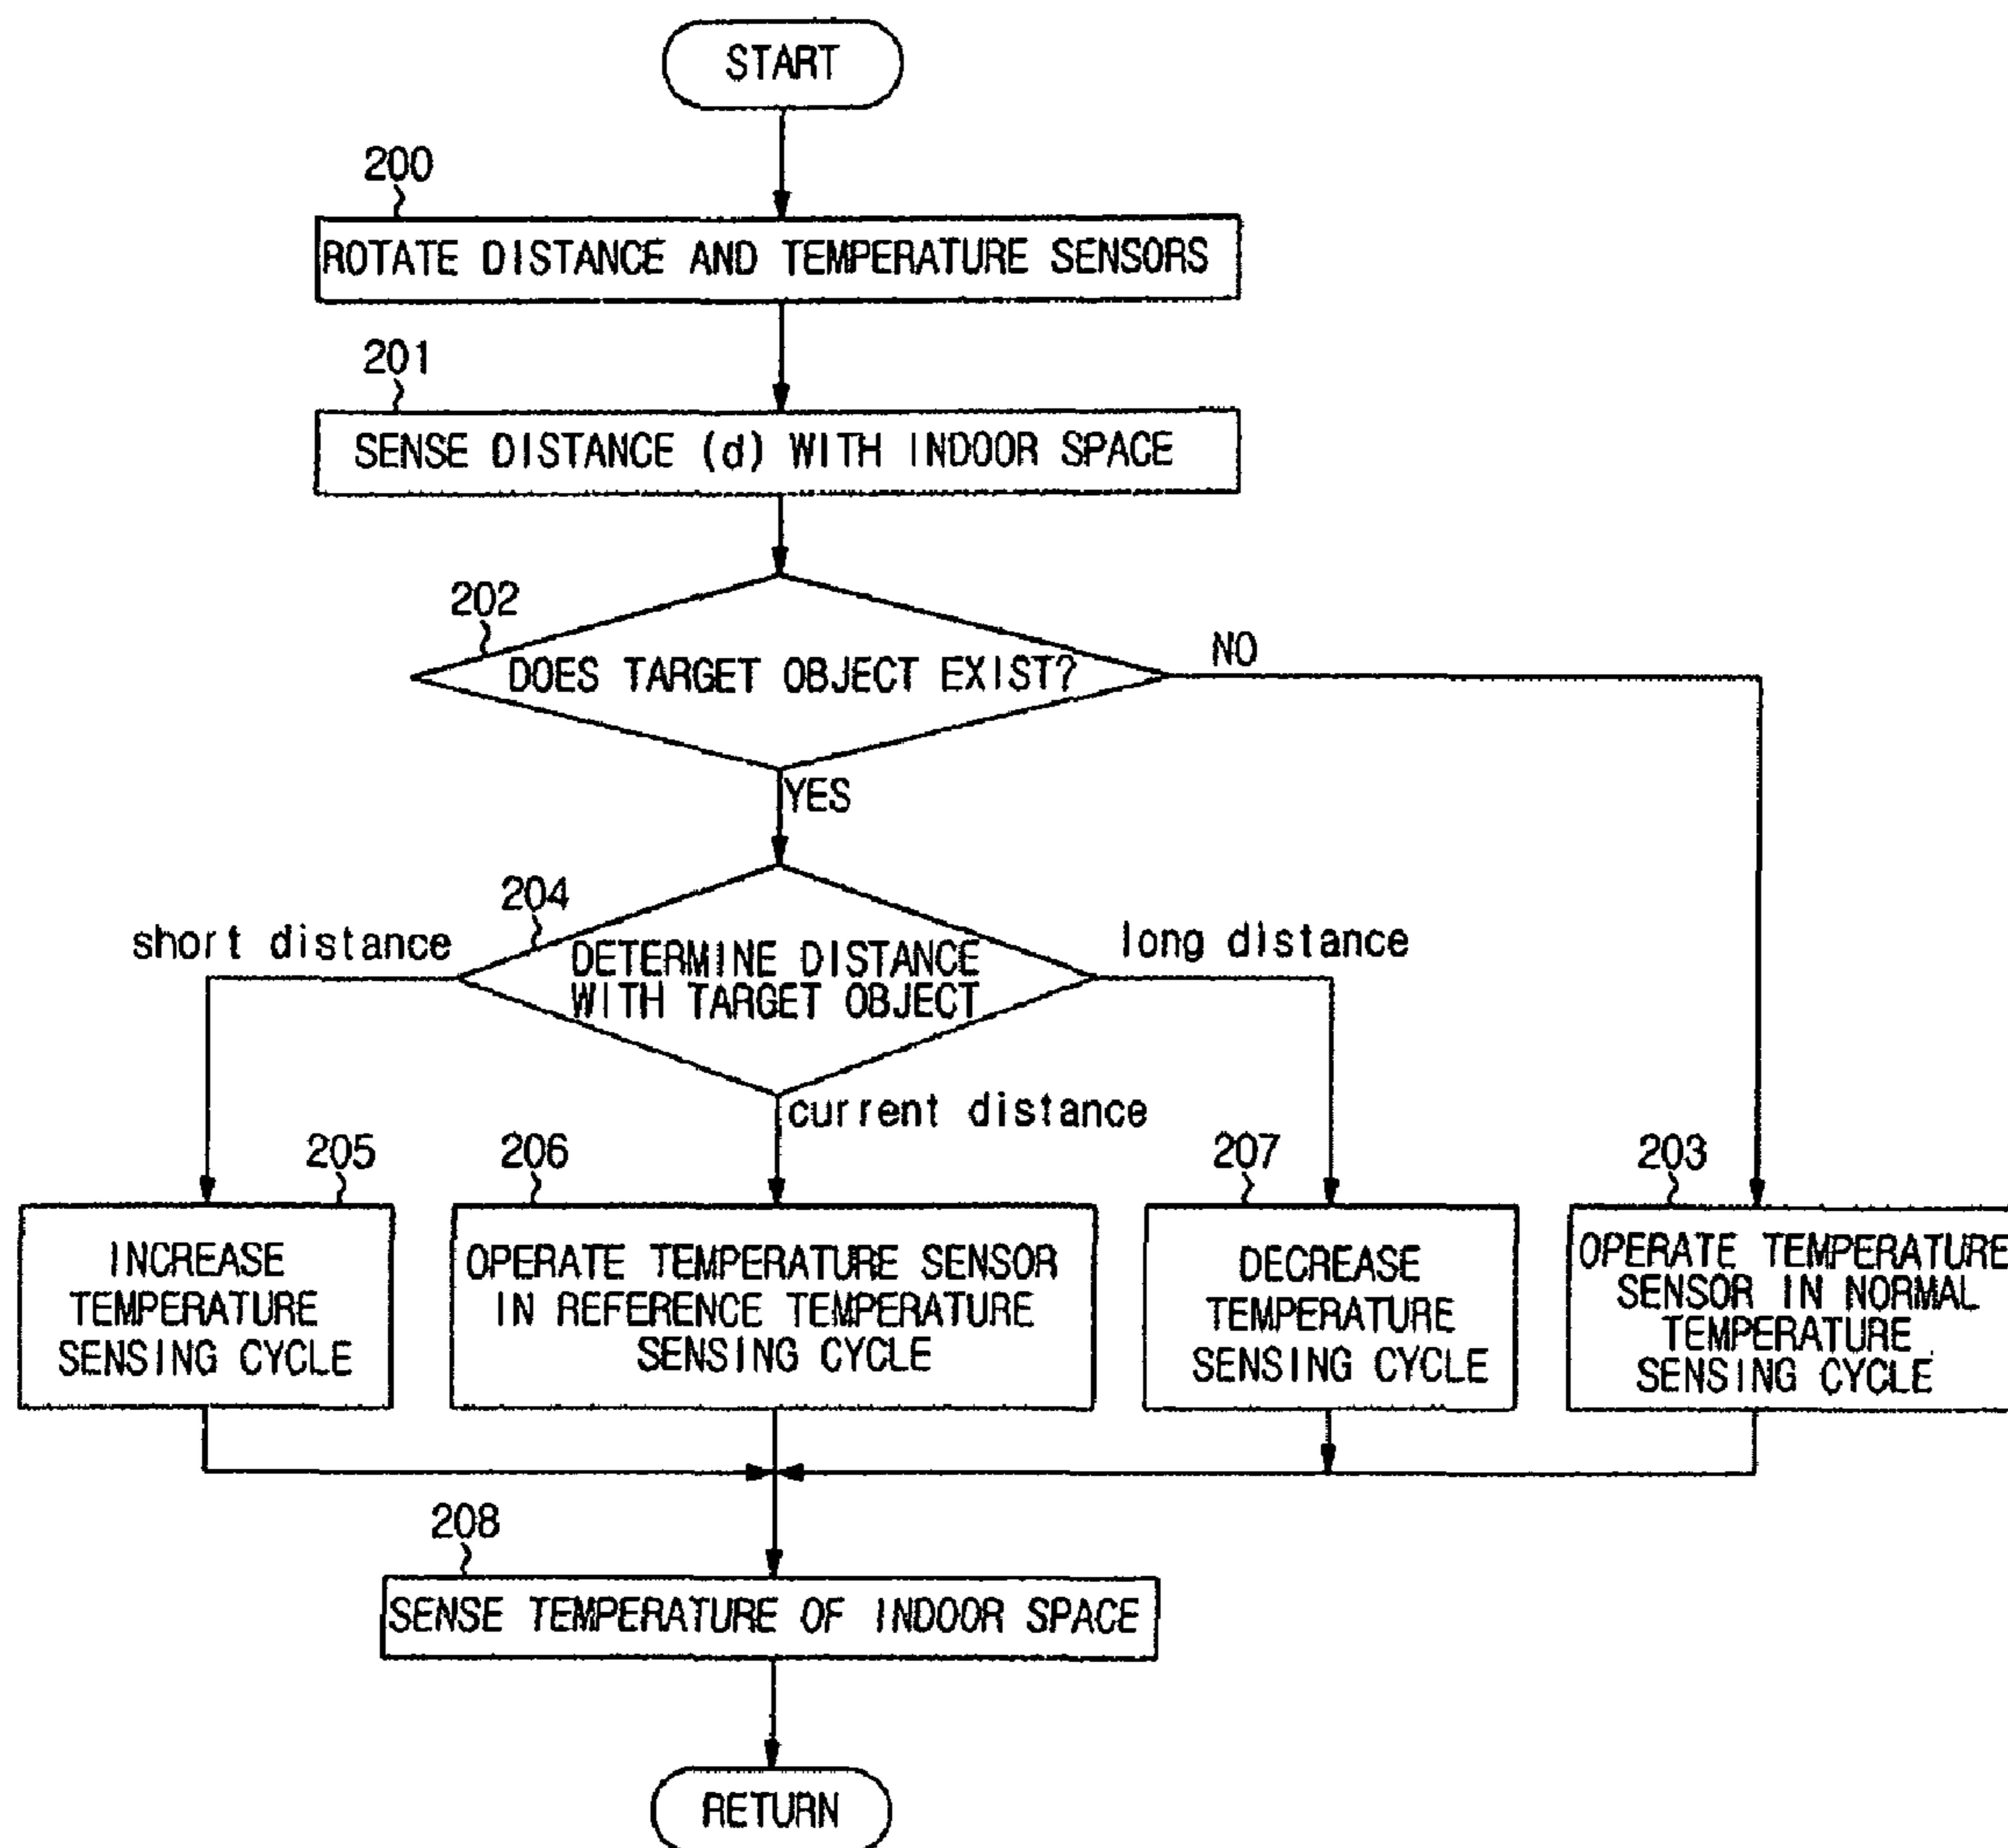 START
200
ROTATE DISTANCE AND TEMPERATURE SENSORS
201
SENSE DISTANCE (d) WITH INDOOR SPACE
202
DOES TARGET OBJECT EXIST?
NO
YES
204
short distance
DETERMINE DISTANCE
WITH TARGET OBJECT
long distance
current distance
205
INCREASE
TEMPERATURE
SENSING CYCLE
206
OPERATE TEMPERATURE SENSOR
IN REFERENCE TEMPERATURE
SENSING CYCLE
207
DECREASE
TEMPERATURE
SENSING CYCLE
203
OPERATE TEMPERATURE
SENSOR IN NORMAL
TEMPERATURE
SENSING CYCLE
208
SENSE TEMPERATURE OF INDOOR SPACE
RETURN